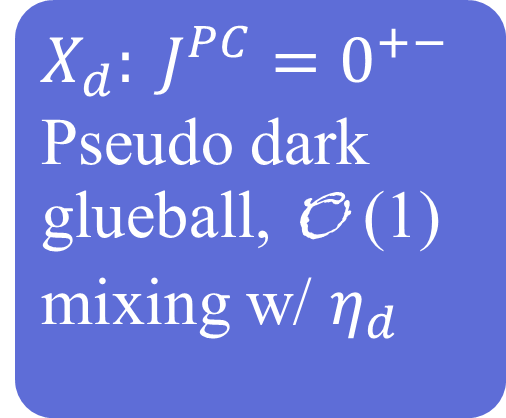 X_d: J^{PC} = 0^{+-}
Pseudo dark
glueball, 𝒪(1)
mixing w/ η_d